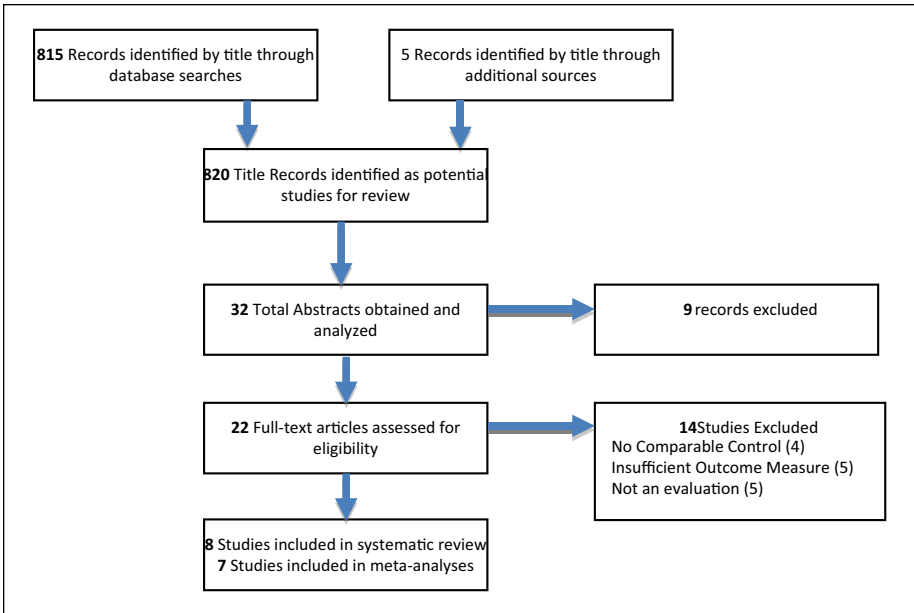 815 Records identified by title through
database searches
5 Records identified by title through
additional sources
820 Title Records identified as potential
studies for review
32 Total Abstracts obtained and
analyzed
9 records excluded
22 Full-text articles assessed for
eligibility
14Studies Excluded
No Comparable Control (4)
Insufficient Outcome Measure (5)
Not an evaluation (5)
8 Studies included in systematic review
7 Studies included in meta-analyses